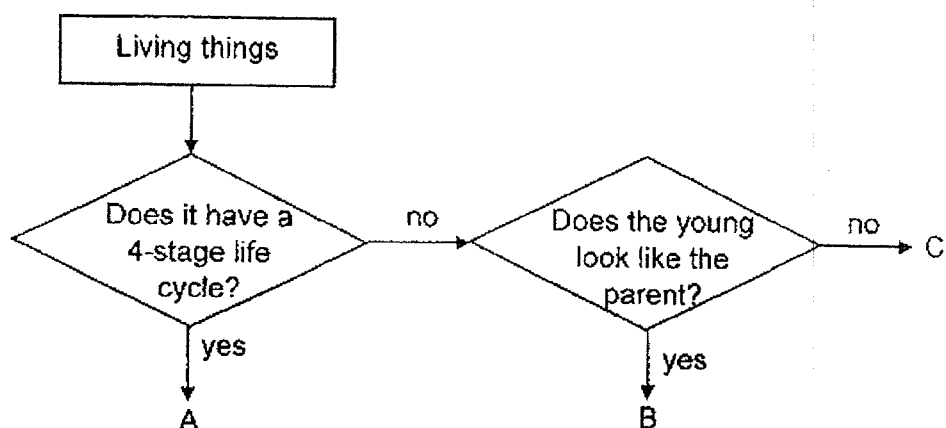 Living things
Does it have a
4-stage life
cycle?
no
Does the young
look like the
parent?
no
C
yes
A
yes
B